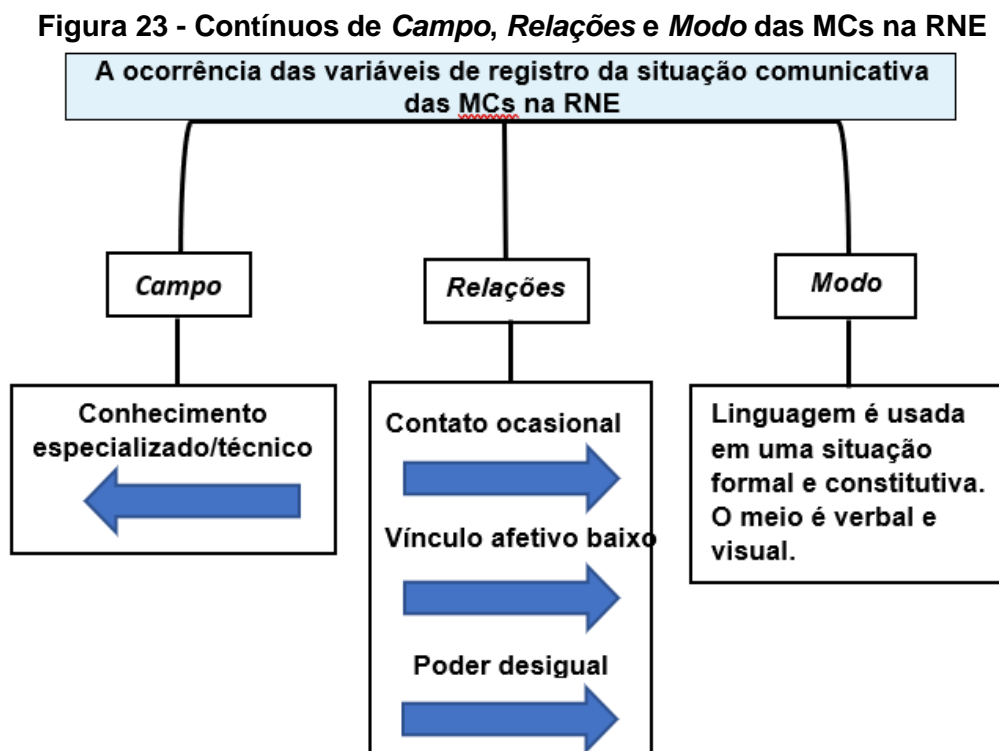 Figura 23 - Contínuos de Campo, Relações e Modo das MCs na RNE
A ocorrência das variáveis de registro da situação comunicativa
das MCs na RNE
Campo
Relações
Modo
Conhecimento
especializado/técnico
Contato ocasional
Vínculo afetivo baixo
Poder desigual
Linguagem é usada
em uma situação
formal e constitutiva.
O meio é verbal e
visual.